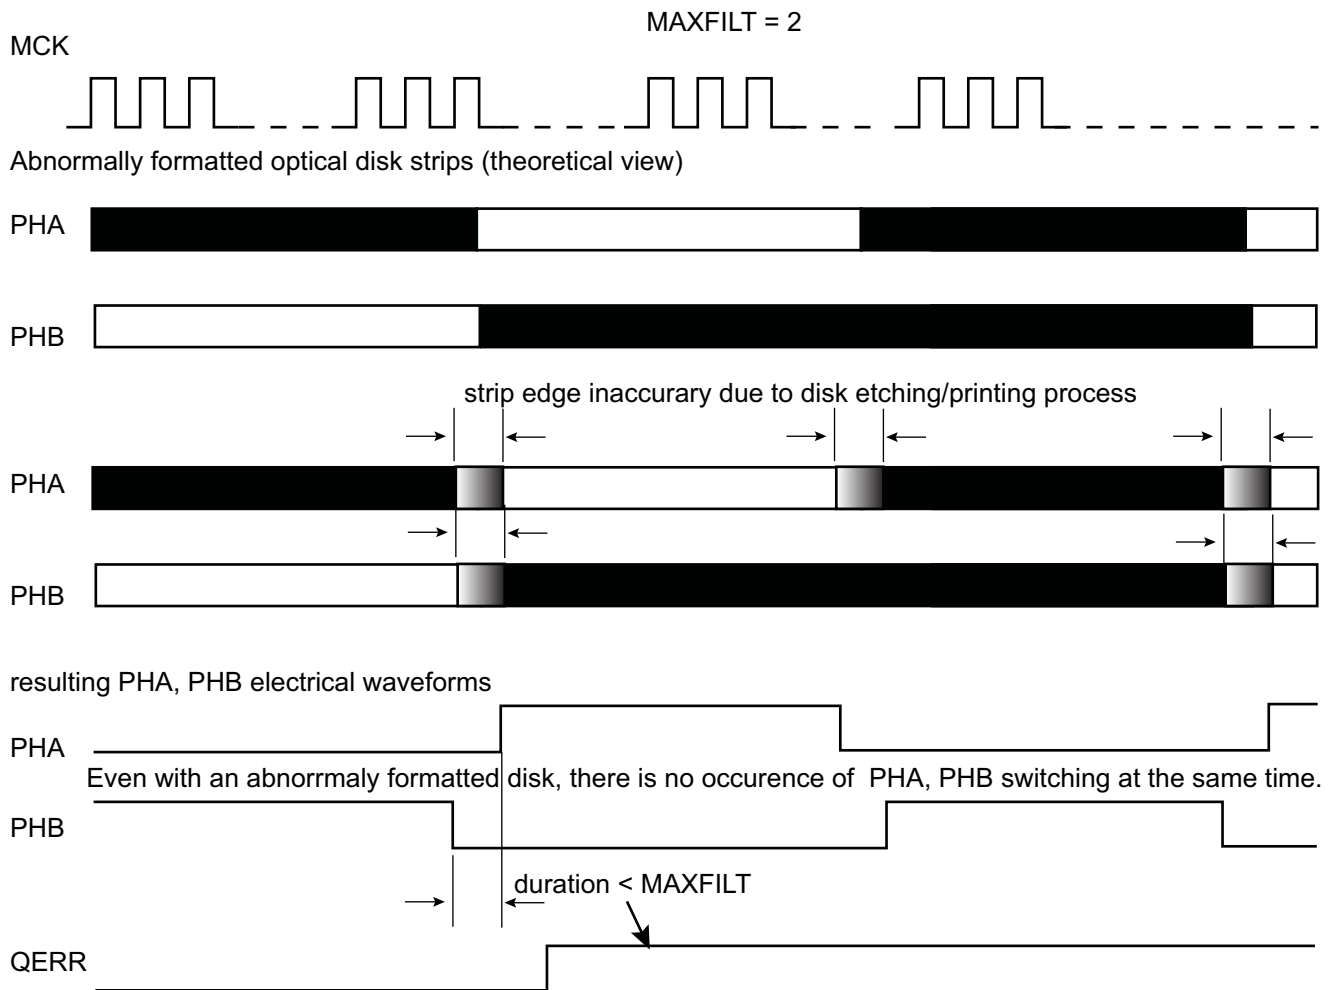 MAXFILT = 2
MCK
Abnormally formatted optical disk strips (theoretical view)
PHA
PHB
strip edge inaccurary due to disk etching/printing process
PHA
PHB
resulting PHA, PHB electrical waveforms
PHA
Even with an abnorrmaly formatted disk, there is no occurence of PHA, PHB switching at the same time.
PHB
duration < MAXFILT
QERR